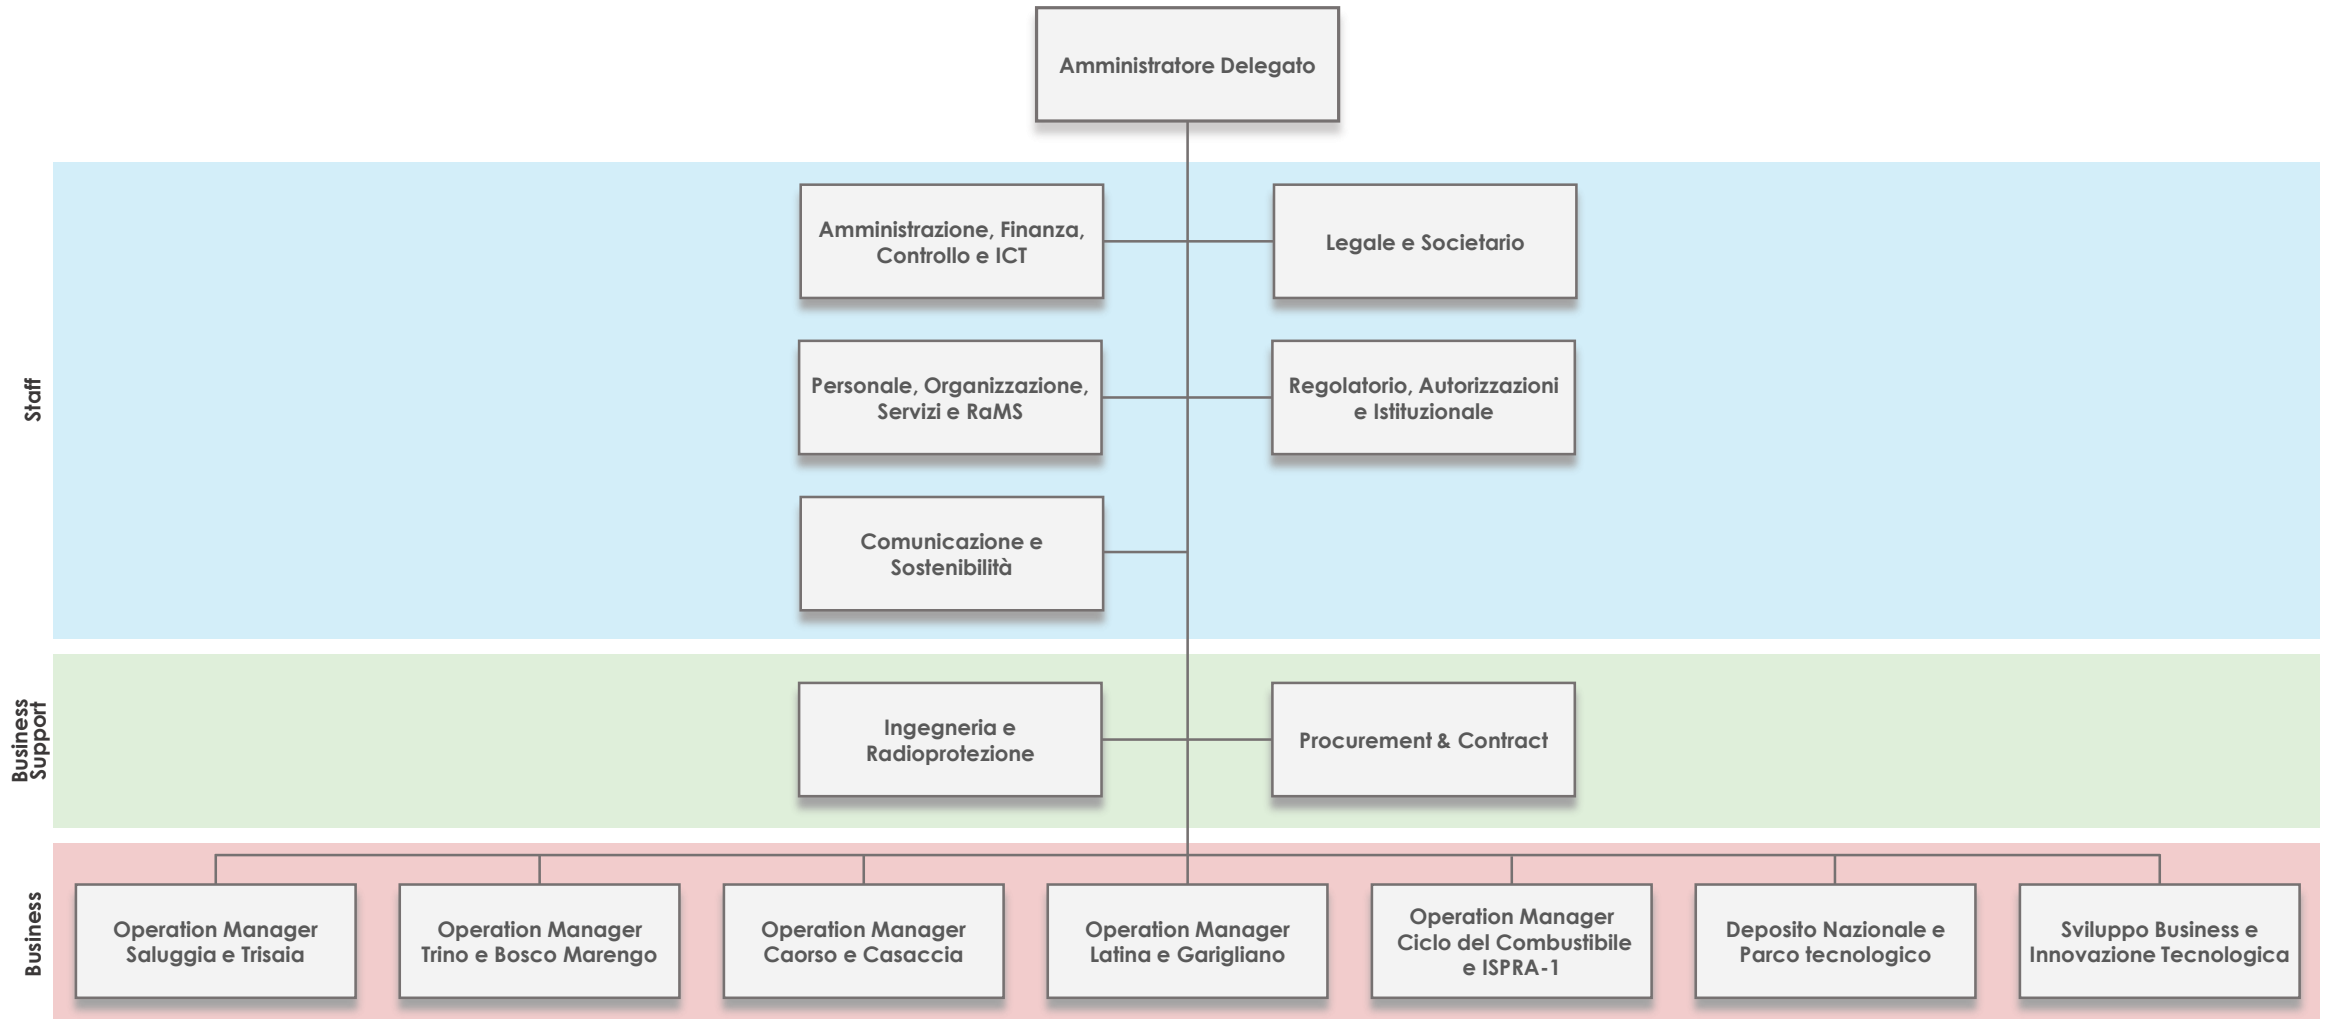 Amministratore Delegato
Staff
Amministrazione, Finanza,
Controllo e ICT
Legale e Societario
Personale, Organizzazione,
Servizi e RaMS
Regolatorio, Autorizzazioni
e Istituzionale
Comunicazione e
Sostenibilità
Business
Support
Ingegneria e
Radioprotezione
Procurement & Contract
Business
Operation Manager
Saluggia e Trisaia
Operation Manager
Trino e Bosco Marengo
Operation Manager
Caorso e Casaccia
Operation Manager
Latina e Garigliano
Operation Manager
Ciclo del Combustibile
e ISPRA-1
Deposito Nazionale e
Parco tecnologico
Sviluppo Business e
Innovazione Tecnologica